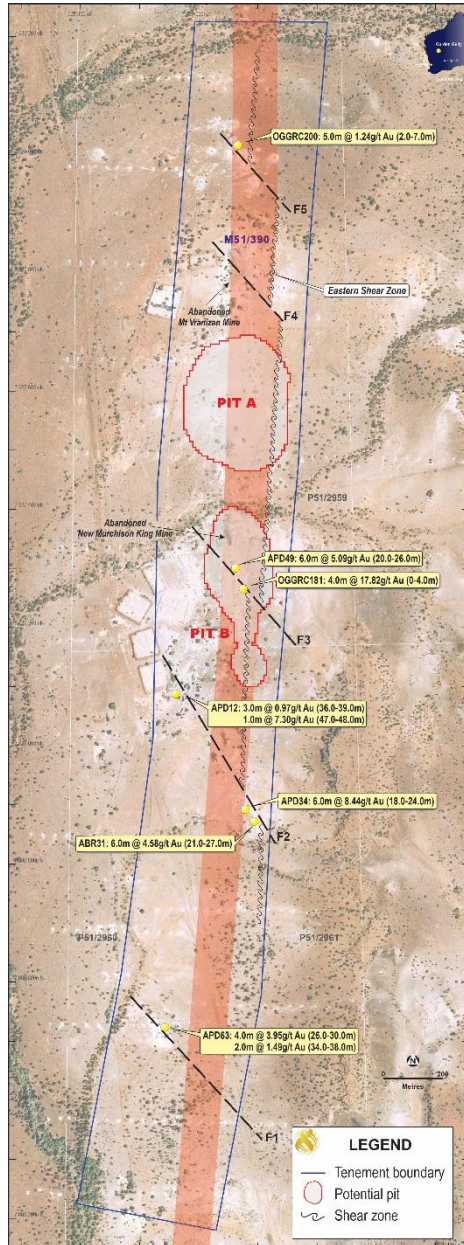 OGGRC200: 5.0m @ 1.24g/t Au (2.0-7.0m)
F5
M51/390
Eastern Shear Zone
Abandoned
Mt Vranizan Mine
F4
PIT A
P51/2959
Abandoned
New Murchison King Mine
APD49: 6.0m @ 5.09g/t Au (20.0-26.0m)
OGGRC181: 4.0m @ 17.82g/t Au (0-4.0m)
PIT B
F3
APD12: 3.0m @ 0.97g/t Au (36.0-39.0m)
1.0m @ 7.30g/t Au (47.0-48.0m)
APD34: 6.0m @ 8.44g/t Au (18.0-24.0m)
ABR31: 6.0m @ 4.58g/t Au (21.0-27.0m)
F2
P51/2960
P51/2961
APD63: 4.0m @ 3.95g/t Au (26.0-30.0m)
2.0m @ 1.49g/t Au (34.0-38.0m)
N
0
200
Metres
F1
LEGEND
Tenement boundary
Potential pit
Shear zone